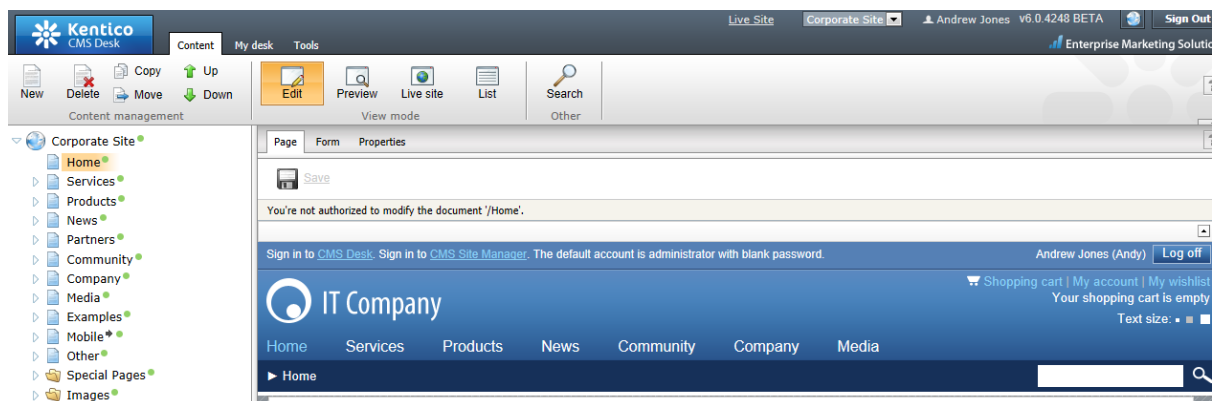 Kentico
CMS Desk
Content My desk Tools
Live Site Corporate Site Andrew Jones v6.0.4248 BETA Sign Out
Enterprise Marketing
New Delete Copy Move Up Down
Content management
Edit Preview Live site List
View mode
Search
Other
Corporate Site
Home
Services
Products
News
Partners
Community
Company
Media
Examples
Mobile
Other
Special Pages
Images
Page Form Properties
Save
You're not authorized to modify the document '/Home'.
Sign in to CMS Desk. Sign in to CMS Site Manager. The default account is administrator with blank password. Andrew Jones (Andy) Log off
IT Company
Shopping cart | My account | My wishlist
Your shopping cart is empty
Text size:
Home Services Products News Community Company Media
Home